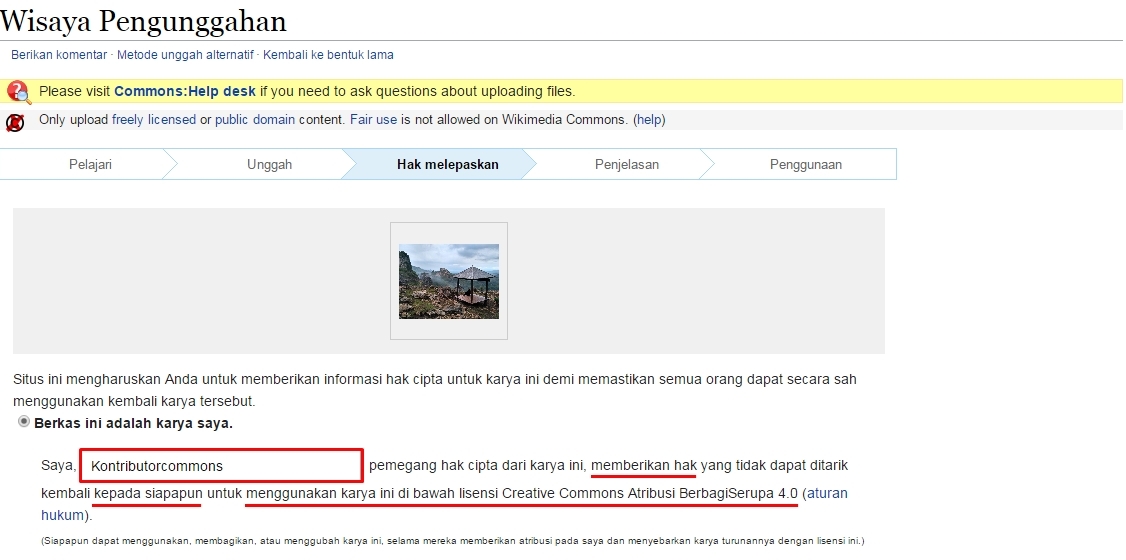 Wisaya Pengunggahan
Berikan komentar · Metode unggah alternatif · Kembali ke bentuk lama
Please visit Commons:Help desk if you need to ask questions about uploading files.
Only upload freely licensed or public domain content. Fair use is not allowed on Wikimedia Commons. (help)
Pelajari Unggah Hak melepaskan Penjelasan Penggunaan
Situs ini mengharuskan Anda untuk memberikan informasi hak cipta untuk karya ini demi memastikan semua orang dapat secara sah
menggunakan kembali karya tersebut.
Berkas ini adalah karya saya.
Saya, Kontributorcommons pemegang hak cipta dari karya ini, memberikan hak yang tidak dapat ditarik
kembali kepada siapapun untuk menggunakan karya ini di bawah lisensi Creative Commons Atribusi BerbagiSerupa 4.0 (aturan
hukum).
(Siapapun dapat menggunakan, membagikan, atau menggubah karya ini, selama mereka memberikan atribusi pada saya dan menyebarkan karya turunannya dengan lisensi ini.)